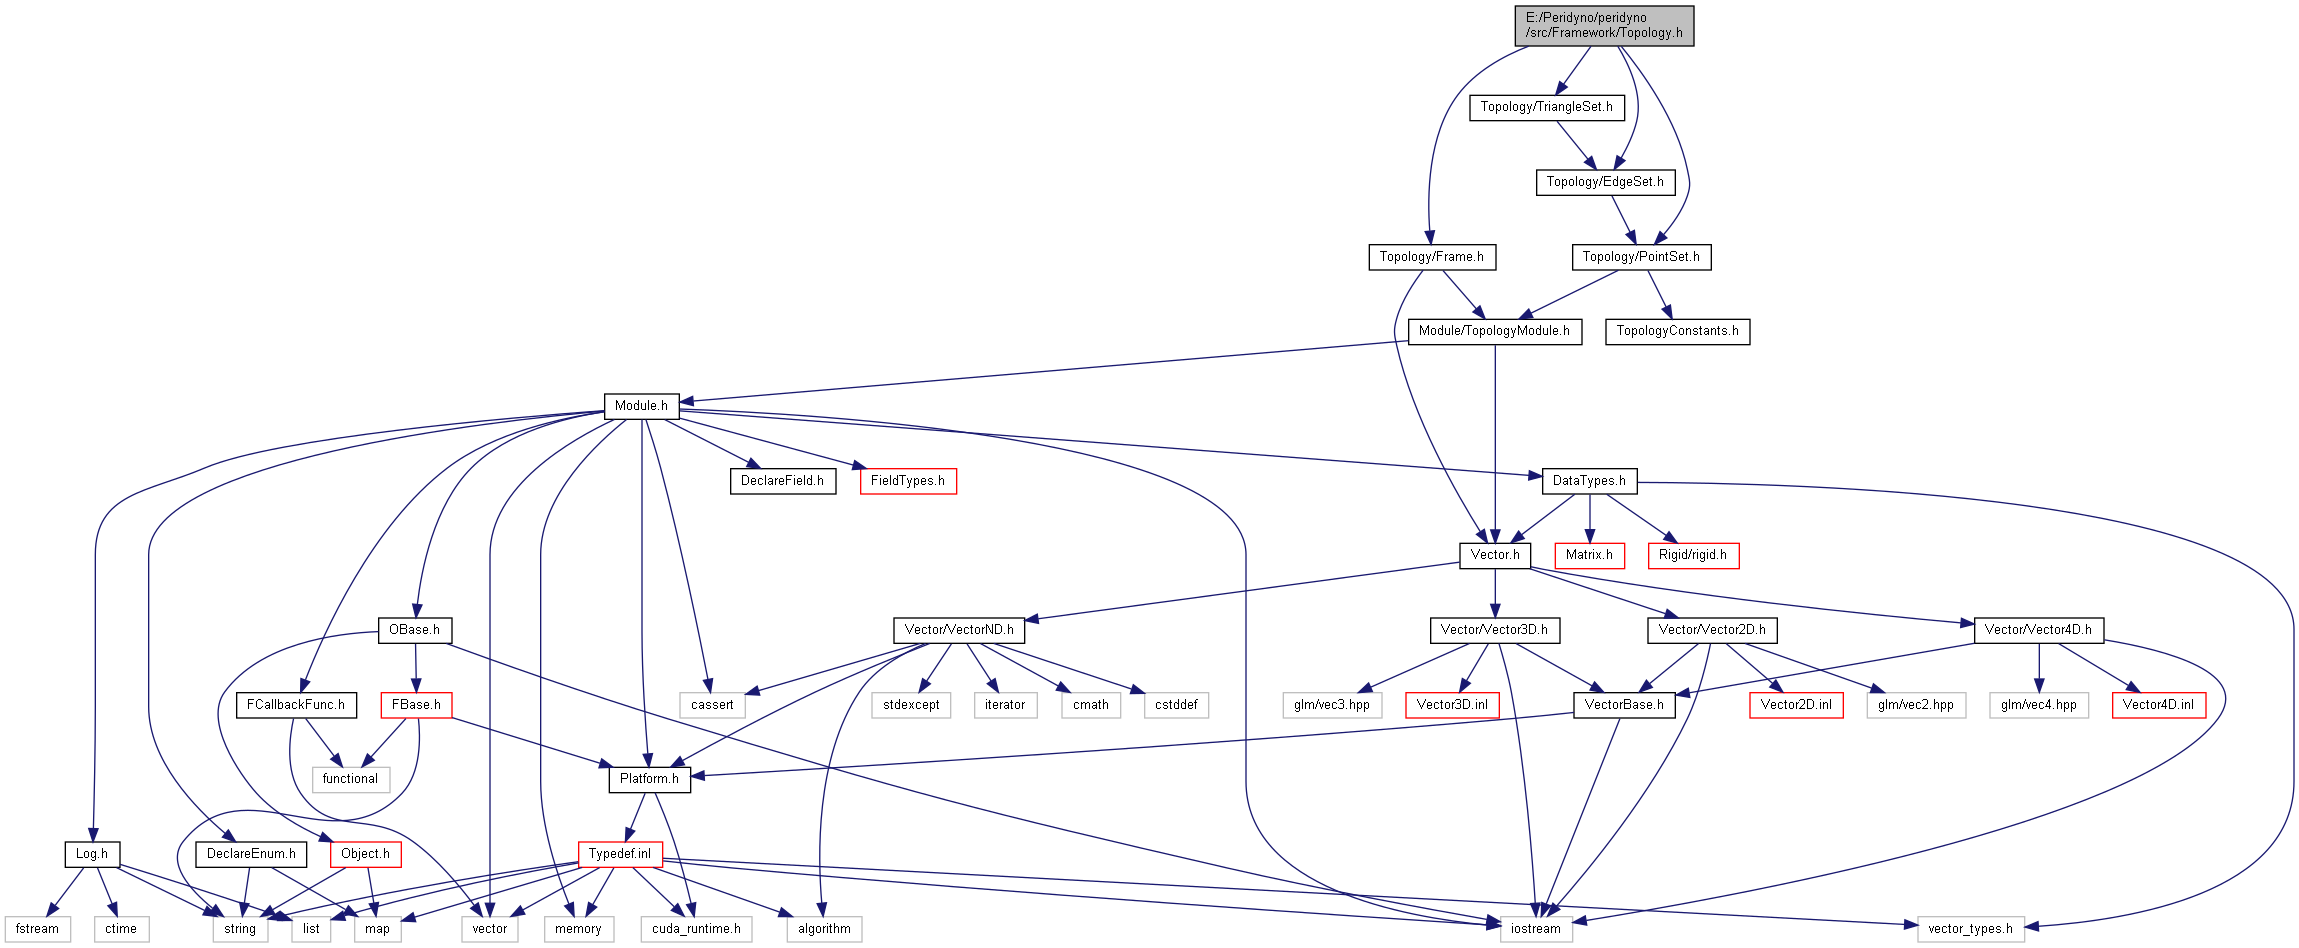 E:/Peridyno/peridyno
/src/Framework/Topology.h
Topology/TriangleSet.h
Topology/EdgeSet.h
Topology/Frame.h
Topology/PointSet.h
Module/TopologyModule.h
TopologyConstants.h
Module.h
DeclareField.h
FieldTypes.h
DataTypes.h
Vector.h
Matrix.h
Rigid/rigid.h
OBase.h
Vector/VectorND.h
Vector/Vector3D.h
Vector/Vector2D.h
Vector/Vector4D.h
FCallbackFunc.h
FBase.h
cassert
stdexcept
iterator
cmath
cstddef
glm/vec3.hpp
Vector3D.inl
VectorBase.h
Vector2D.inl
glm/vec2.hpp
glm/vec4.hpp
Vector4D.inl
functional
Platform.h
Log.h
DeclareEnum.h
Object.h
Typedef.inl
fstream
ctime
string
list
map
vector
memory
cuda_runtime.h
algorithm
iostream
vector_types.h